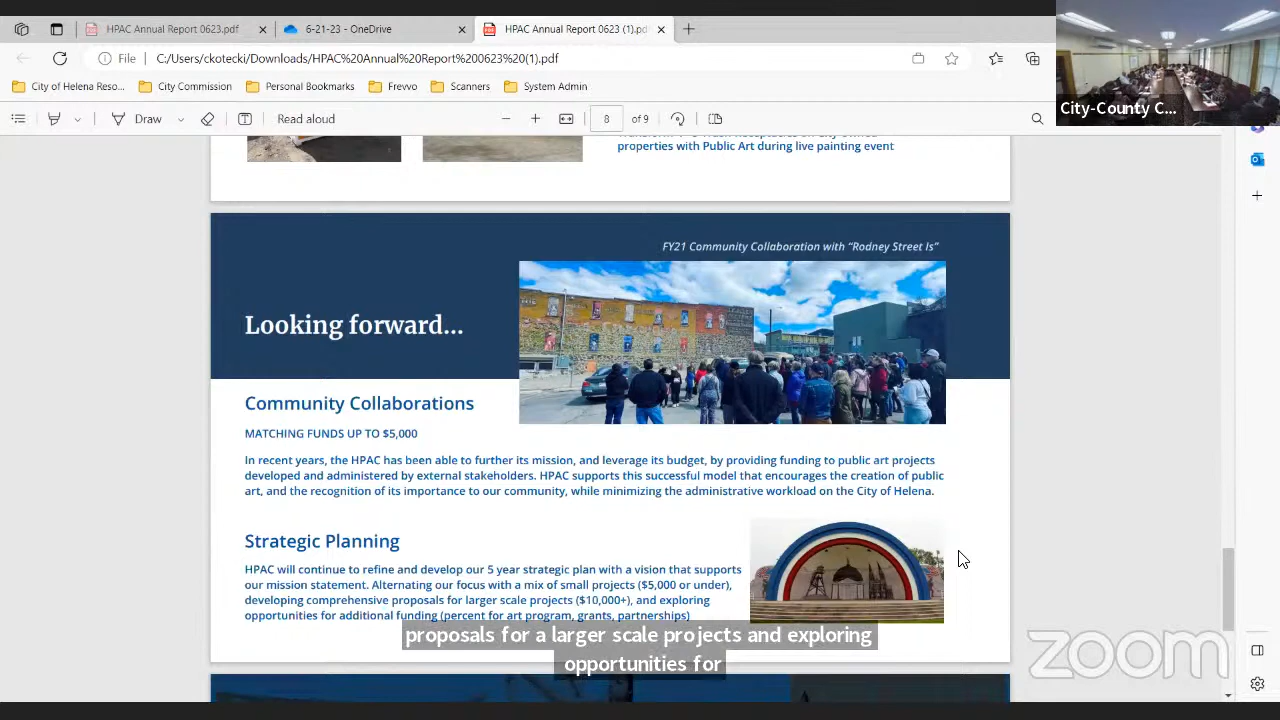 HPAC Annual Report 0623.pdf
6-21-23 - OneDrive
HPAC Annual Report 0623 (1).pdf
File
C:/Users/clotecki/Downloads/HPAC%20Annual%20Report%200623%20(1).pdf
City of Helena Reso...
City Commission
Personal Bookmarks
Frevvo
Scanners
System Admin
Draw
Read aloud
8 of 9
City-County C...
properties with Public Art during live painting event
FY21 Community Collaboration with “Rodney Street Is”
Looking forward...
Community Collaborations
MATCHING FUNDS UP TO $5,000
In recent years, the HPAC has been able to further its mission, and leverage its budget, by providing funding to public art projects
developed and administered by external stakeholders. HPAC supports this successful model that encourages the creation of public
art, and the recognition of its importance to our community, while minimizing the administrative workload on the City of Helena.
Strategic Planning
HPAC will continue to refine and develop our 5 year strategic plan with a vision that supports
our mission statement. Alternating our focus with a mix of small projects ($5,000 or under),
developing comprehensive proposals for larger scale projects ($10,000+), and exploring
opportunities for additional funding (percent for art program, grants, partnerships)
proposals for a larger scale projects and exploring
opportunities for
zoom